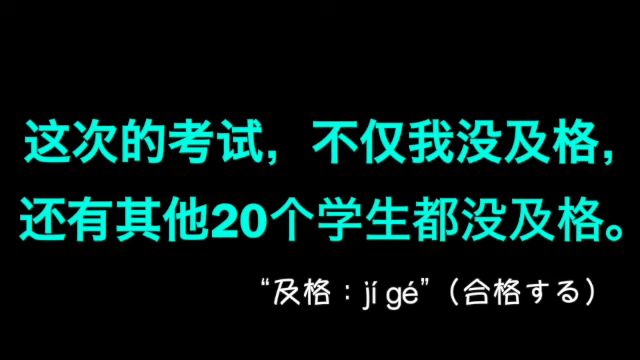 这次的考试，不仅我没及格，
还有其他20个学生都没及格。
“及格：jí gé”（合格する）